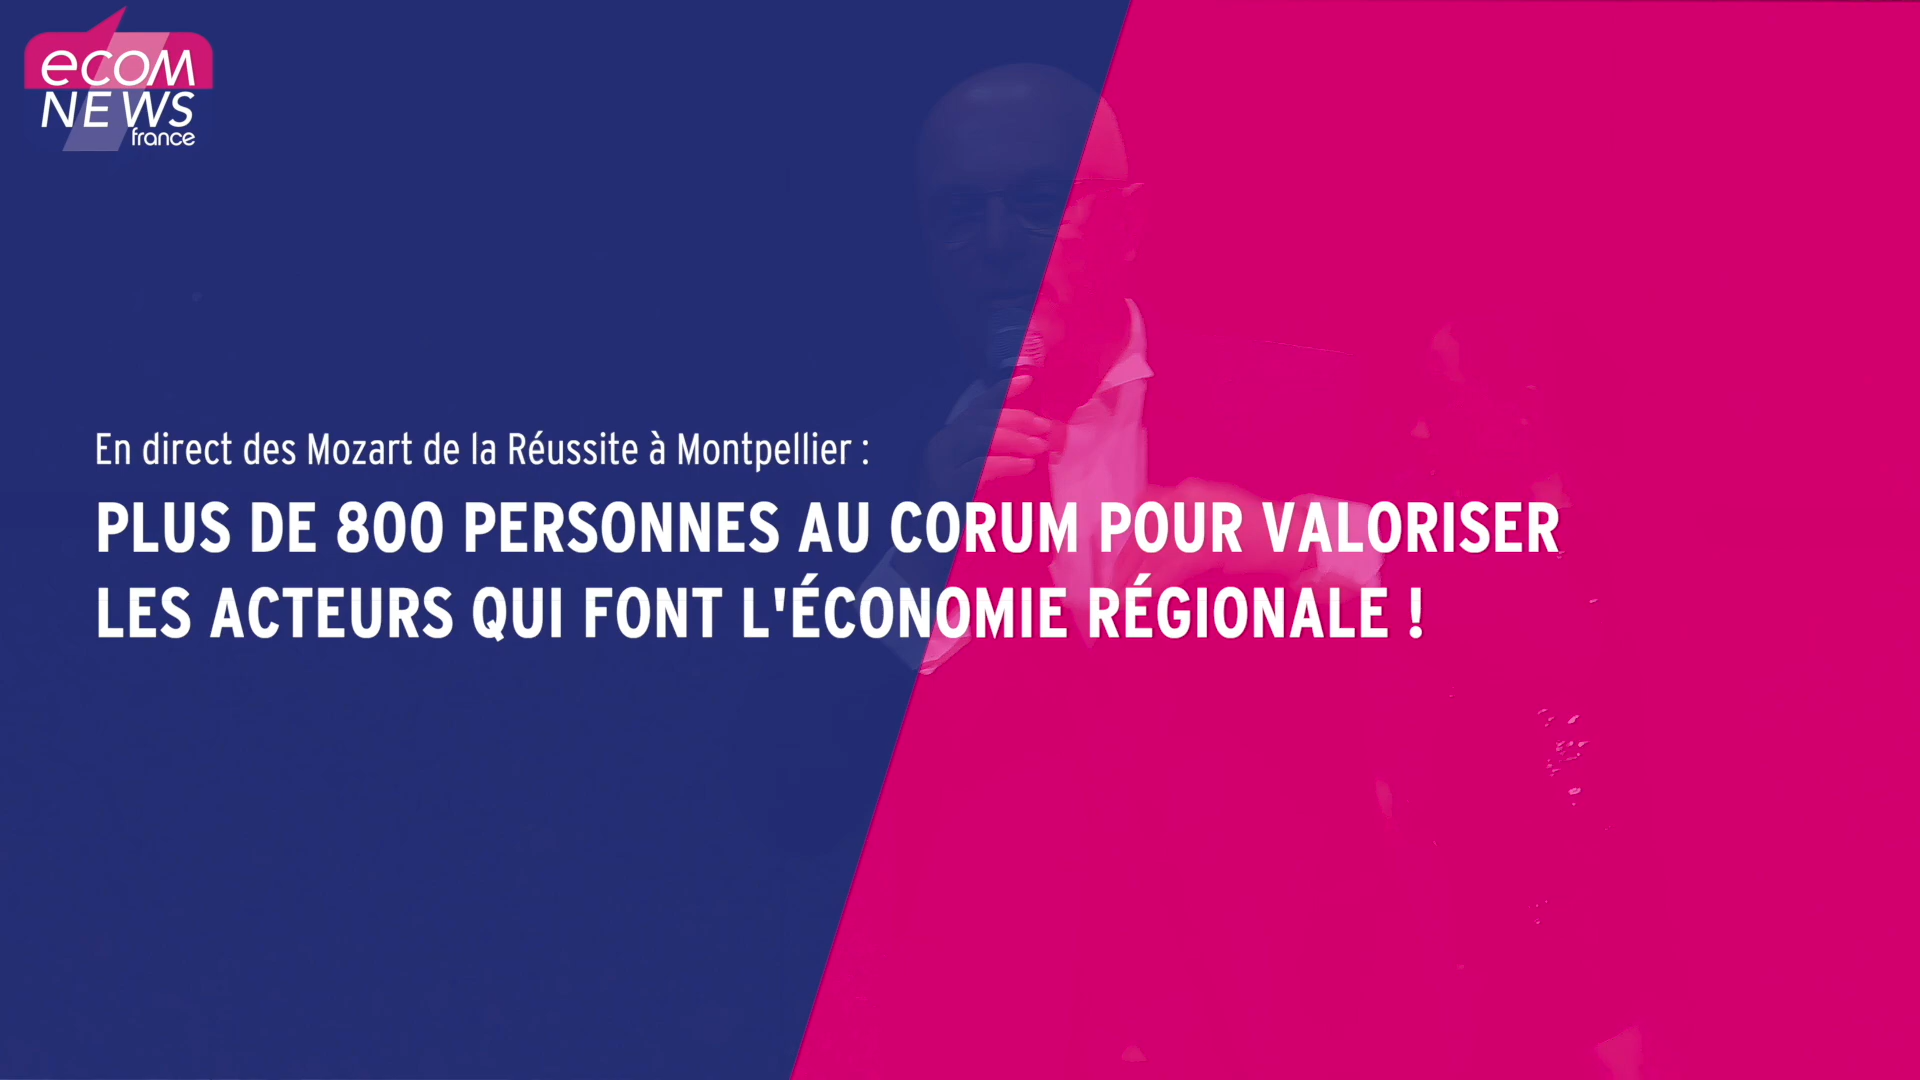 ecom
NEWS
france
En direct des Mozart de la Réussite à Montpellier :
PLUS DE 800 PERSONNES AU CORUM POUR VALORISER
LES ACTEURS QUI FONT L'ÉCONOMIE RÉGIONALE !